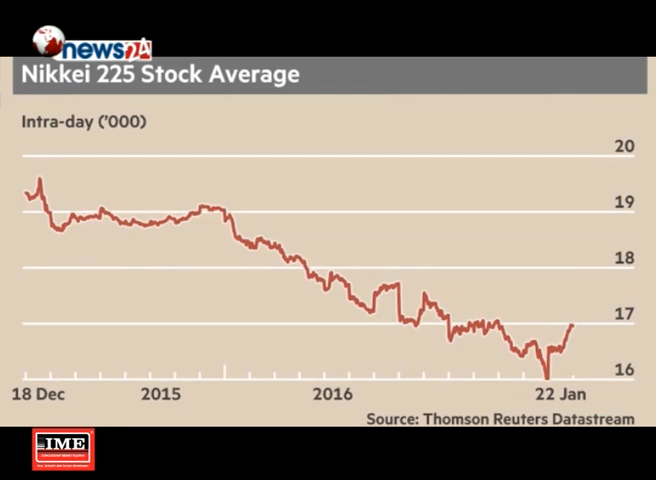 news24
Nikkei 225 Stock Average
Intra-day ('000)
20
19
18
17
16
18 Dec 2015 2016 22 Jan
Source: Thomson Reuters Datastream
IME